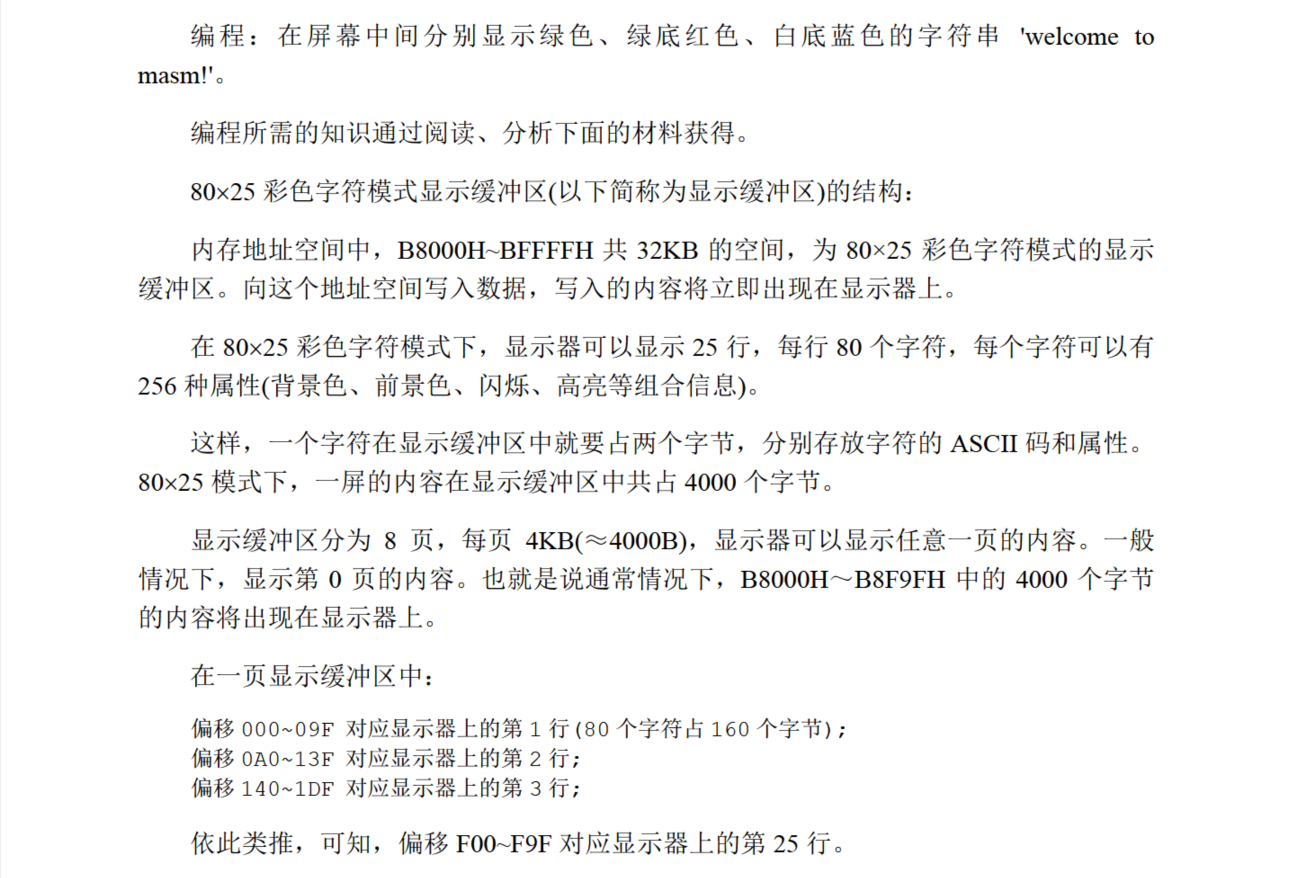 编程：在屏幕中间分别显示绿色、绿底红色、白底蓝色的字符串 'welcome to
masm!'。
编程所需的知识通过阅读、分析下面的材料获得。
80×25 彩色字符模式显示缓冲区(以下简称为显示缓冲区)的结构：
内存地址空间中，B8000H~BFFFFH 共 32KB 的空间，为 80×25 彩色字符模式的显示
缓冲区。向这个地址空间写入数据，写入的内容将立即出现在显示器上。
在 80×25 彩色字符模式下，显示器可以显示 25 行，每行 80 个字符，每个字符可以有
256 种属性(背景色、前景色、闪烁、高亮等组合信息)。
这样，一个字符在显示缓冲区中就要占两个字节，分别存放字符的 ASCII 码和属性。
80×25 模式下，一屏的内容在显示缓冲区中共占 4000 个字节。
显示缓冲区分为 8 页，每页 4KB(≈4000B)，显示器可以显示任意一页的内容。一般
情况下，显示第 0 页的内容。也就是说通常情况下，B8000H～B8F9FH 中的 4000 个字节
的内容将出现在显示器上。
在一页显示缓冲区中：
偏移 000~09F 对应显示器上的第 1 行(80 个字符占 160 个字节)；
偏移 0A0~13F 对应显示器上的第 2 行；
偏移 140~1DF 对应显示器上的第 3 行；
依此类推，可知，偏移 F00~F9F 对应显示器上的第 25 行。